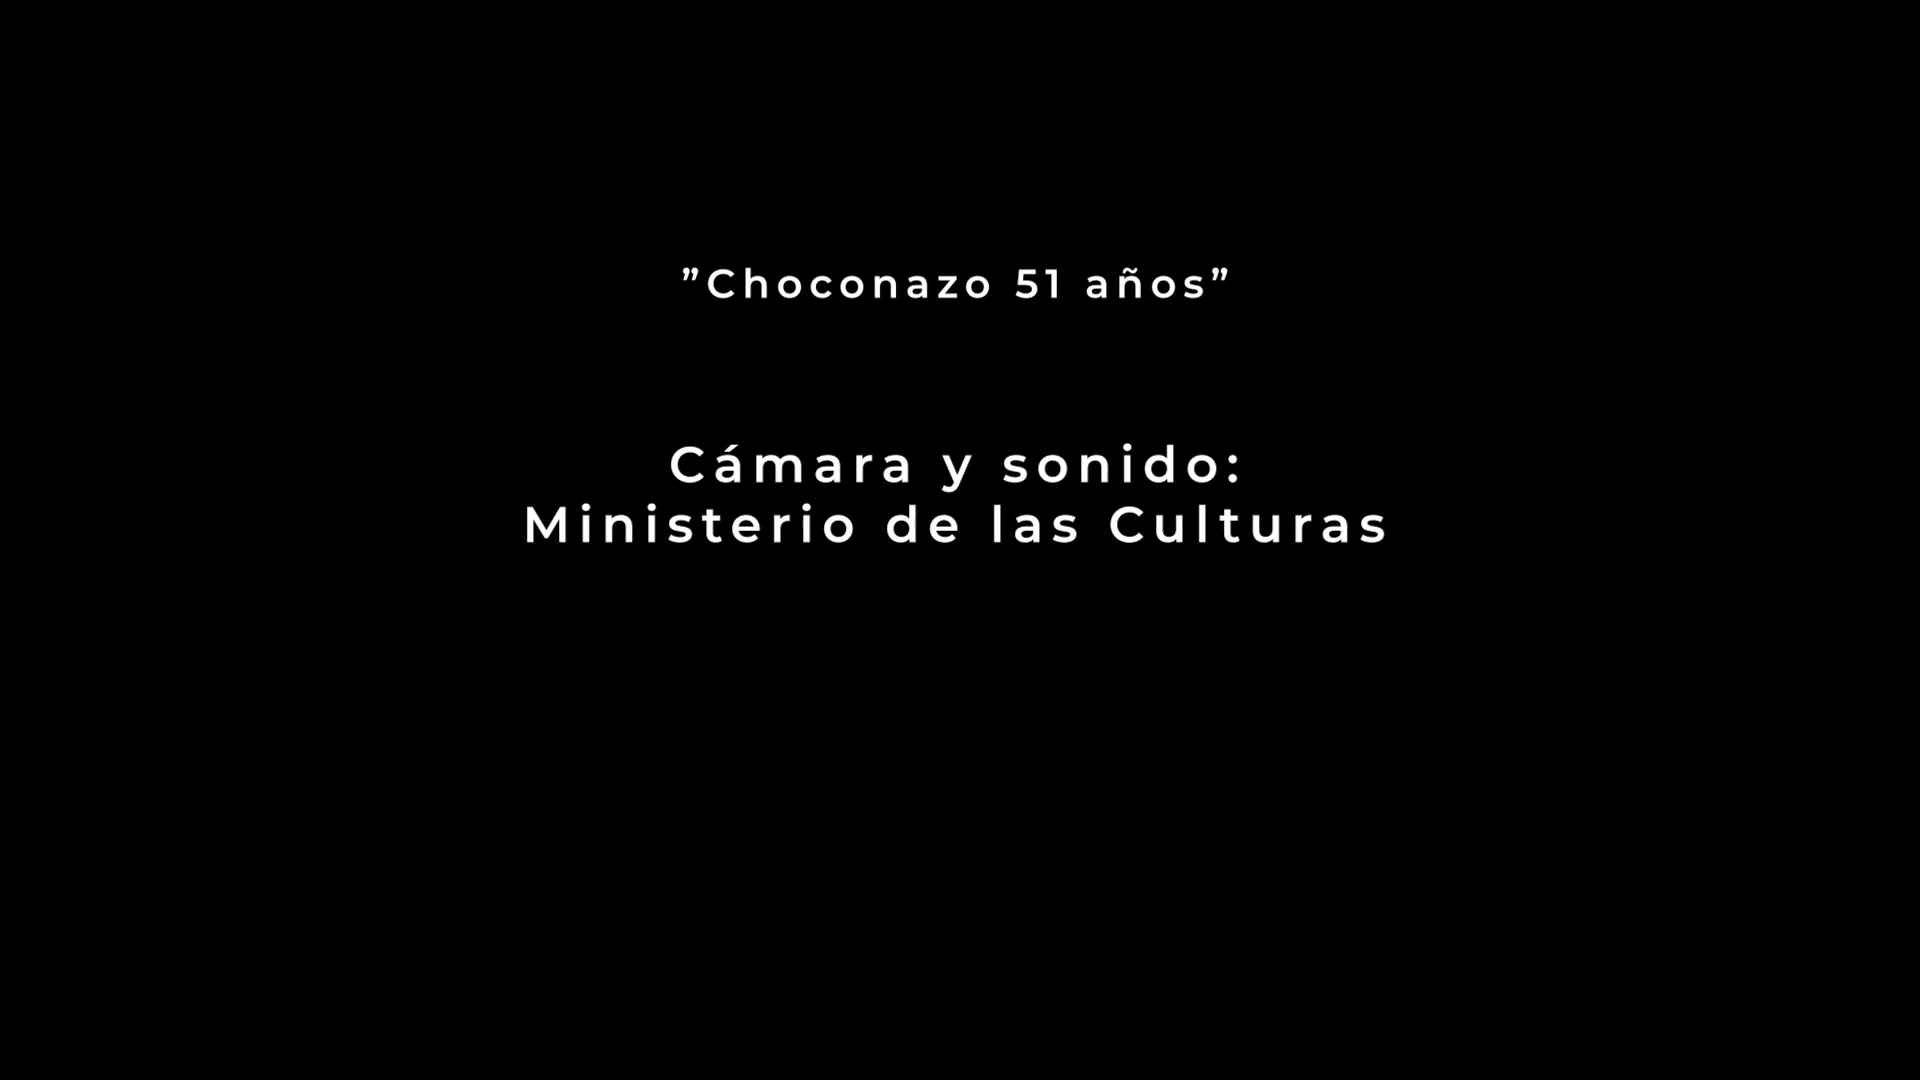 ”Choconazo 51 años”
Cámara y sonido:
Ministerio de las Culturas